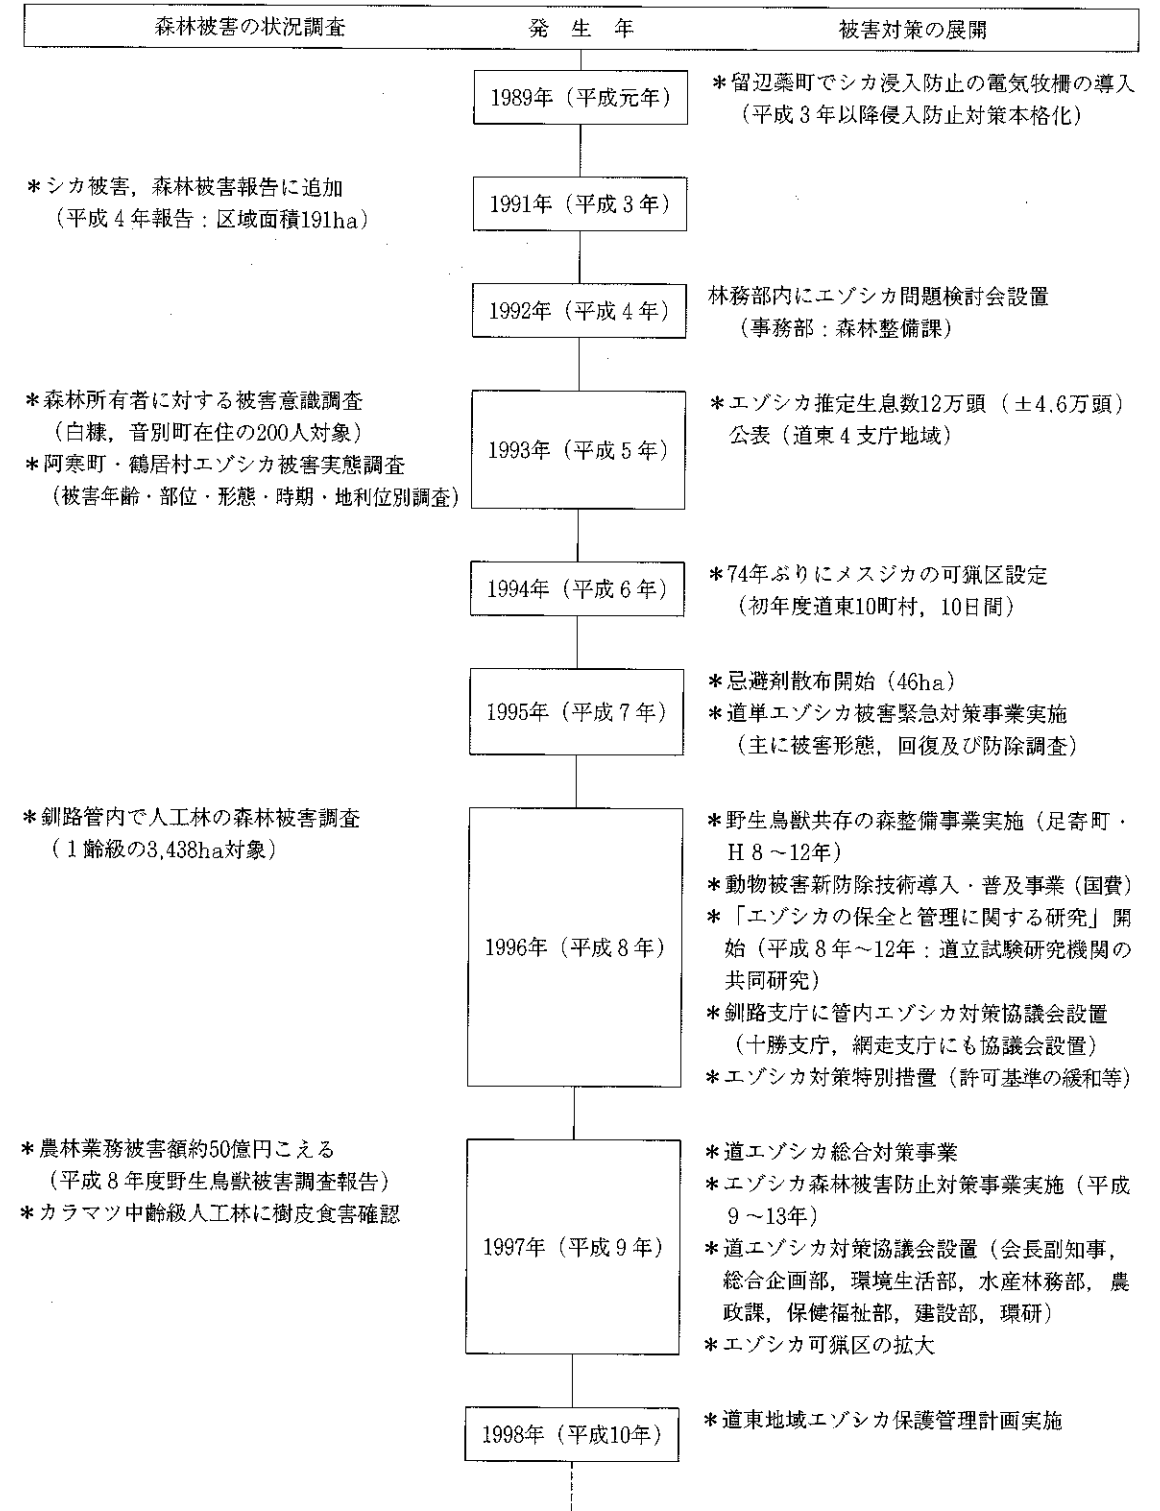 森林被害の状況調査
発生年
被害対策の展開
1989年（平成元年）
＊留辺蘂町でシカ浸入防止の電気牧柵の導入
（平成３年以降侵入防止対策本格化）
＊シカ被害，森林被害報告に追加
（平成４年報告：区域面積191ha）
1991年（平成３年）
1992年（平成４年）
林務部内にエゾシカ問題検討会設置
（事務部：森林整備課）
＊森林所有者に対する被害意識調査
（白糠，音別町在住の200人対象）
＊阿寒町・鶴居村エゾシカ被害実態調査
（被害年齢・部位・形態・時期・地利位別調査）
1993年（平成５年）
＊エゾシカ推定生息数12万頭（±4.6万頭）
公表（道東４支庁地域）
1994年（平成６年）
＊74年ぶりにメスジカの可猟区設定
（初年度道東10町村，10日間）
1995年（平成７年）
＊忌避剤散布開始（46ha）
＊道単エゾシカ被害緊急対策事業実施
（主に被害形態，回復及び防除調査）
＊釧路管内で人工林の森林被害調査
（１齢級の3,438ha対象）
1996年（平成８年）
＊野生鳥獣共存の森整備事業実施（足寄町・
Ｈ８～12年）
＊動物被害新防除技術導入・普及事業（国費）
＊「エゾシカの保全と管理に関する研究」開
始（平成８年～12年：道立試験研究機関の
共同研究）
＊釧路支庁に管内エゾシカ対策協議会設置
（十勝支庁，網走支庁にも協議会設置）
＊エゾシカ対策特別措置（許可基準の緩和等）
＊農林業務被害額約50億円こえる
（平成８年度野生鳥獣被害調査報告）
＊カラマツ中齢級人工林に樹皮食害確認
1997年（平成９年）
＊道エゾシカ総合対策事業
＊エゾシカ森林被害防止対策事業実施（平成
９～13年）
＊道エゾシカ対策協議会設置（会長副知事，
総合企画部，環境生活部，水産林務部，農
政課，保健福祉部，建設部，環研）
＊エゾシカ可猟区の拡大
1998年（平成10年）
＊道東地域エゾシカ保護管理計画実施